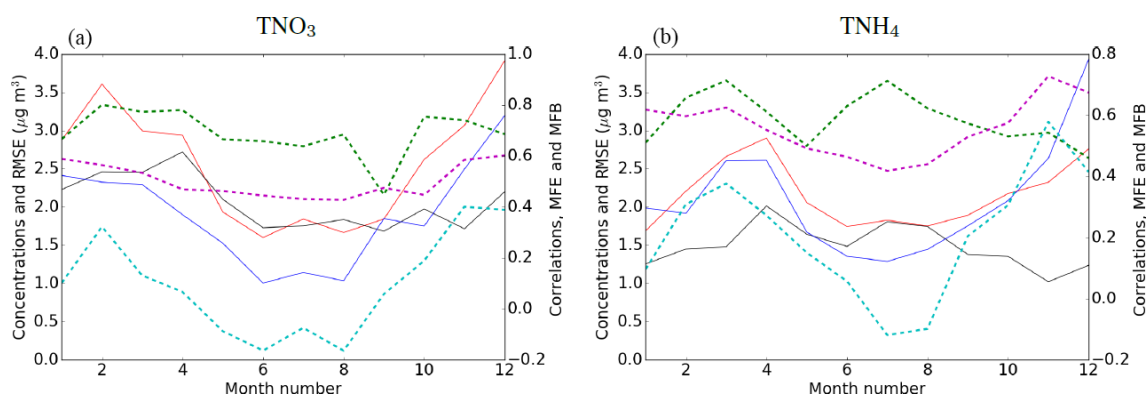 TNO₃
(a)
Concentrations and RMSE (μg m³)
4.0
3.5
3.0
2.5
2.0
1.5
1.0
0.5
0.0
2 4 6 8 10 12
Month number
1.0
0.8
0.6
0.4
0.2
0.0
−0.2
Correlations, MFE and MFB
TNH₄
(b)
Concentrations and RMSE (μg m³)
4.0
3.5
3.0
2.5
2.0
1.5
1.0
0.5
0.0
2 4 6 8 10 12
Month number
0.8
0.6
0.4
0.2
0.0
−0.2
Correlations, MFE and MFB